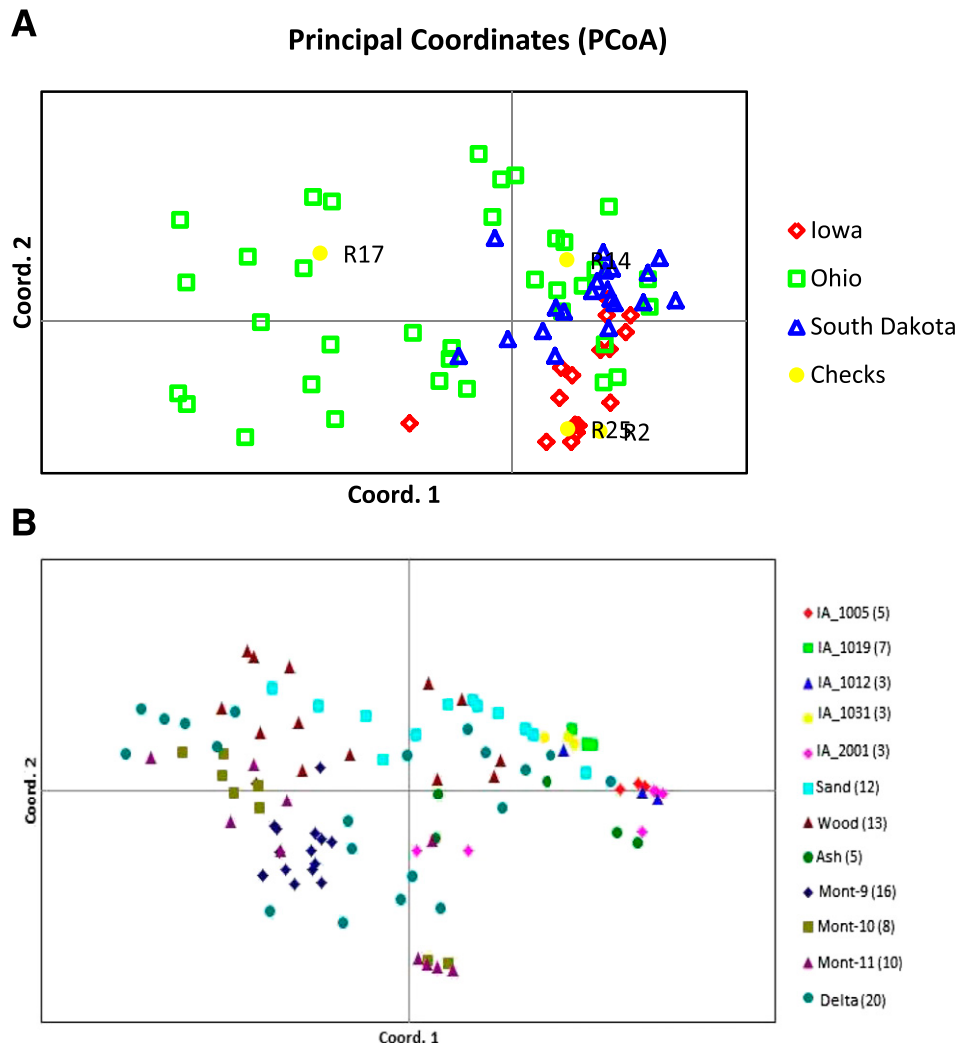 A
Principal Coordinates (PCoA)
Coord. 2
R17
R14
R25
R2
Iowa
Ohio
South Dakota
Checks
Coord. 1
B
Coord. 2
IA_1005 (5)
IA_1019 (7)
IA_1012 (3)
IA_1031 (3)
IA_2001 (3)
Sand (12)
Wood (13)
Ash (5)
Mont-9 (16)
Mont-10 (8)
Mont-11 (10)
Delta (20)
Coord. 1